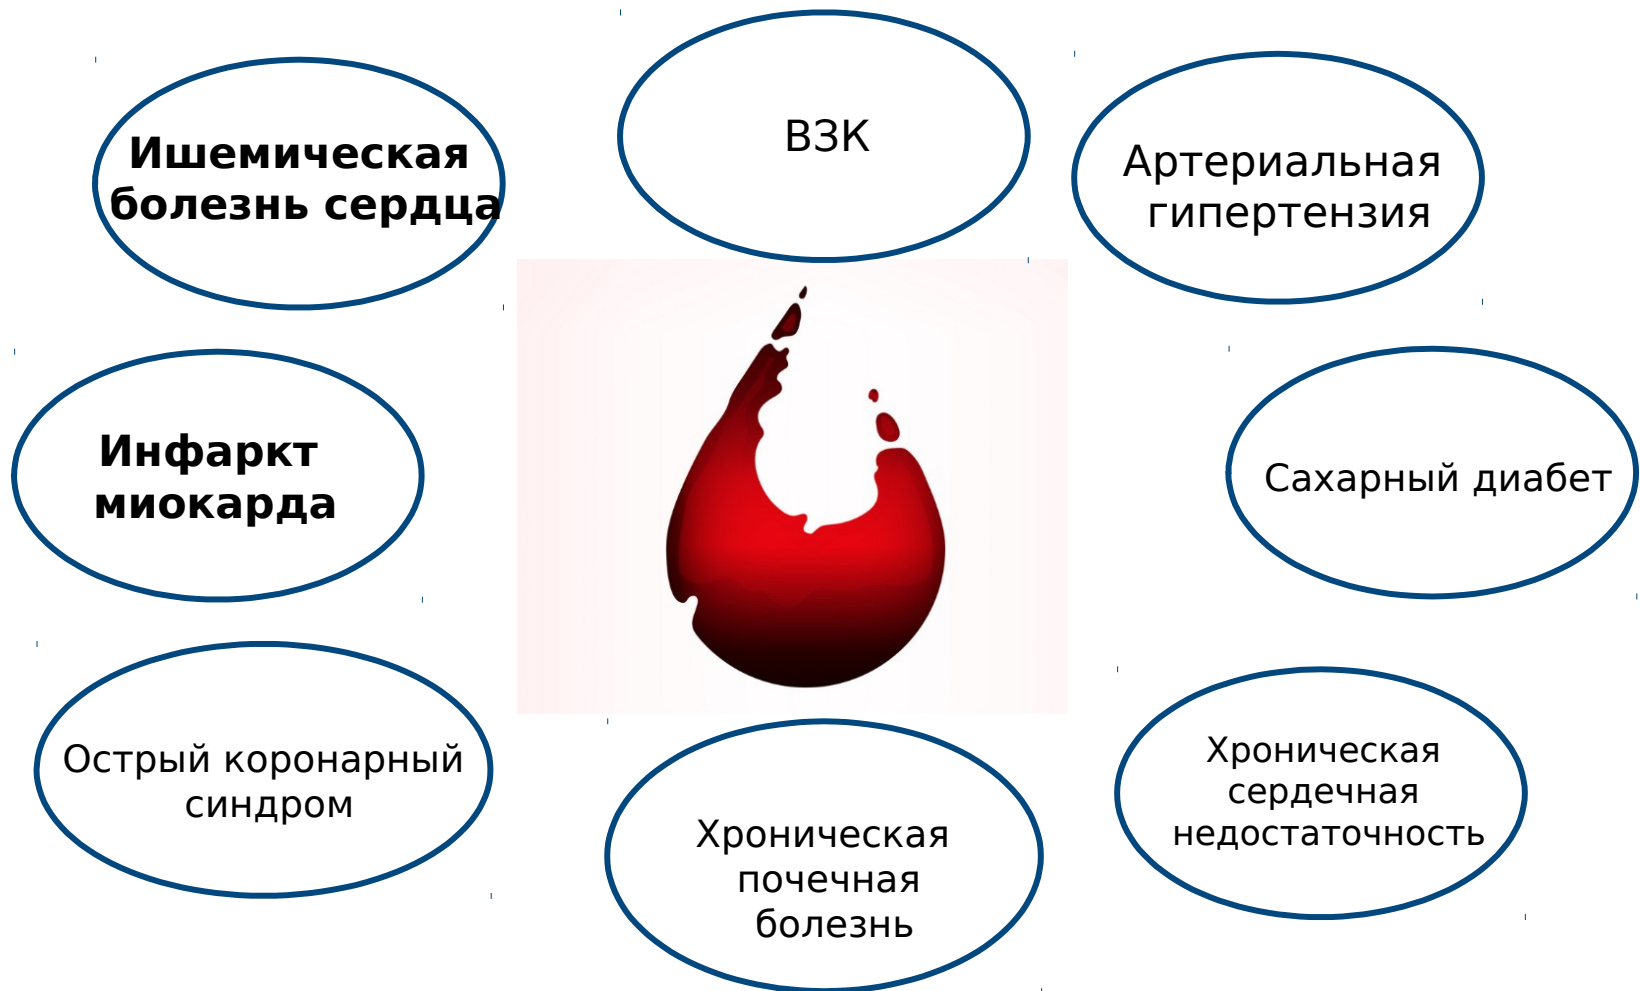 Ишемическая
болезнь сердца
ВЗК
Артериальная
гипертензия
Инфаркт
миокарда
Сахарный диабет
Острый коронарный
синдром
Хроническая
почечная
болезнь
Хроническая
сердечная
недостаточность